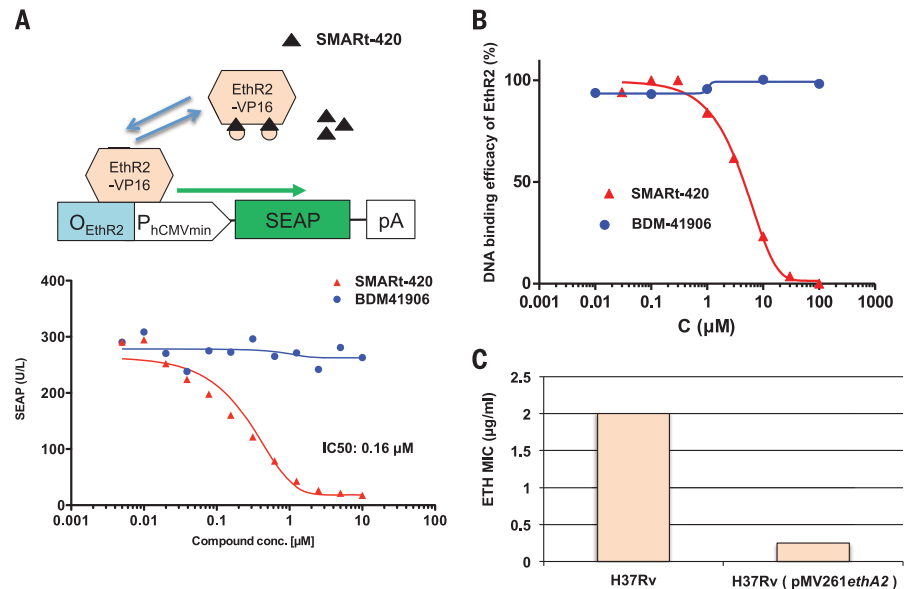 A
SMARt-420
EthR2
-VP16
EthR2
-VP16
O EthR2
P hCMVmin
SEAP
pA
400
300
200
100
0
SEAP (U/L)
SMARt-420
BDM41906
IC50: 0.16 µM
0.001
0.01
0.1
1
10
100
Compound conc. [µM]
B
DNA binding efficacy of EthR2 (%)
100
50
0
SMARt-420
BDM-41906
0.001
0.01
0.1
1
10
100
1000
C (µM)
C
ETH MIC (µg/ml)
2.5
2
1.5
1
0.5
0
H37Rv
H37Rv ( pMV261ethA2)